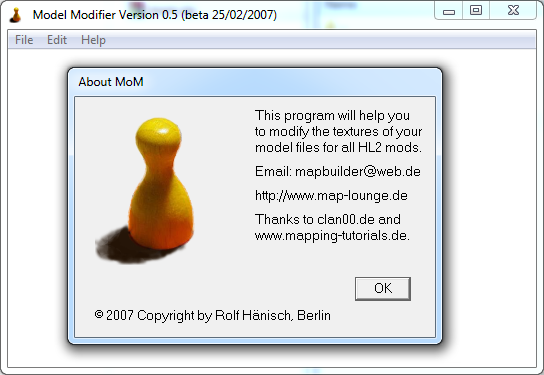 Model Modifier Version 0.5 (beta 25/02/2007)
File Edit Help
About MoM
This program will help you
to modify the textures of your
model files for all HL2 mods.
Email: mapbuilder@web.de
http://www.map-lounge.de
Thanks to clan00.de and
www.mapping-tutorials.de.
OK
© 2007 Copyright by Rolf Hänisch, Berlin